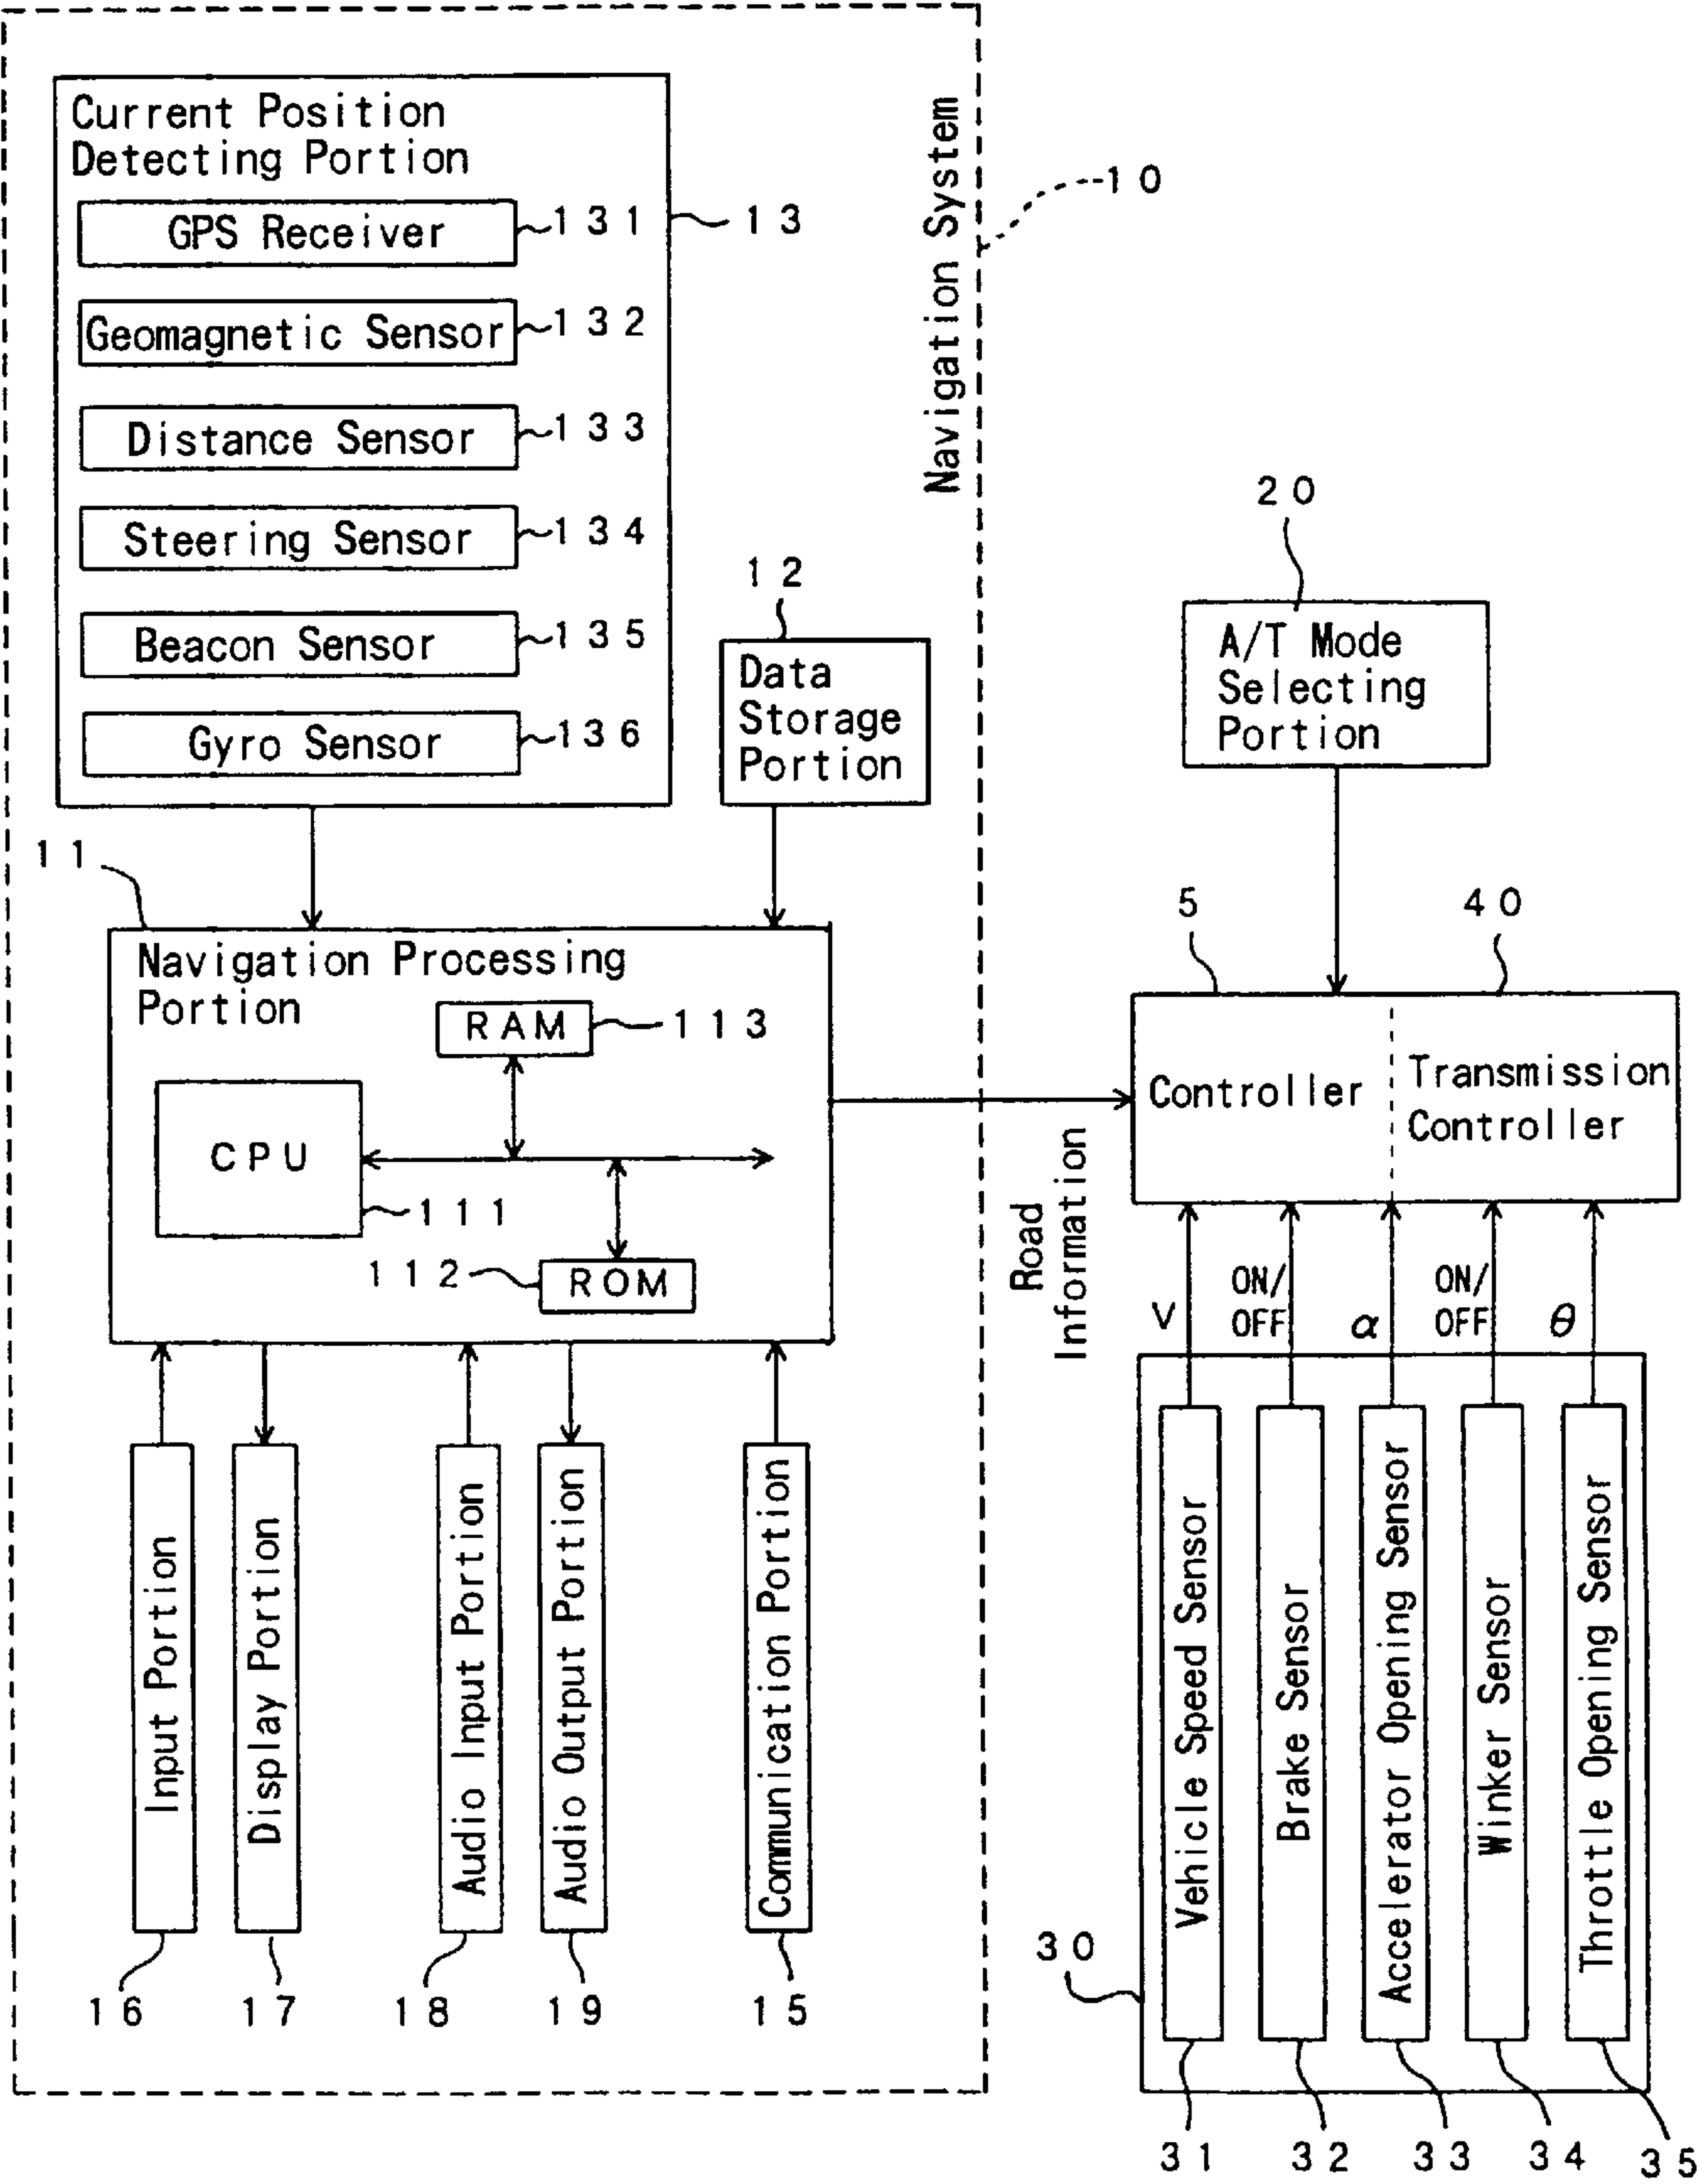 Current Position
Detecting Portion
GPS Receiver
131
13
Geomagnetic Sensor
132
Distance Sensor
133
Steering Sensor
134
Beacon Sensor
135
Gyro Sensor
136
Navigation System
10
12
Data
Storage
Portion
20
A/T Mode
Selecting
Portion
11
Navigation Processing
Portion
RAM
113
CPU
111
112
ROM
5
40
Controller
Transmission
Controller
Road
Information
V
ON/
OFF
α
ON/
OFF
θ
Input Portion
Display Portion
Audio Input Portion
Audio Output Portion
Communication Portion
16
17
18
19
15
30
Vehicle Speed Sensor
Brake Sensor
Accelerator Opening Sensor
Winker Sensor
Throttle Opening Sensor
31
32
33
34
35